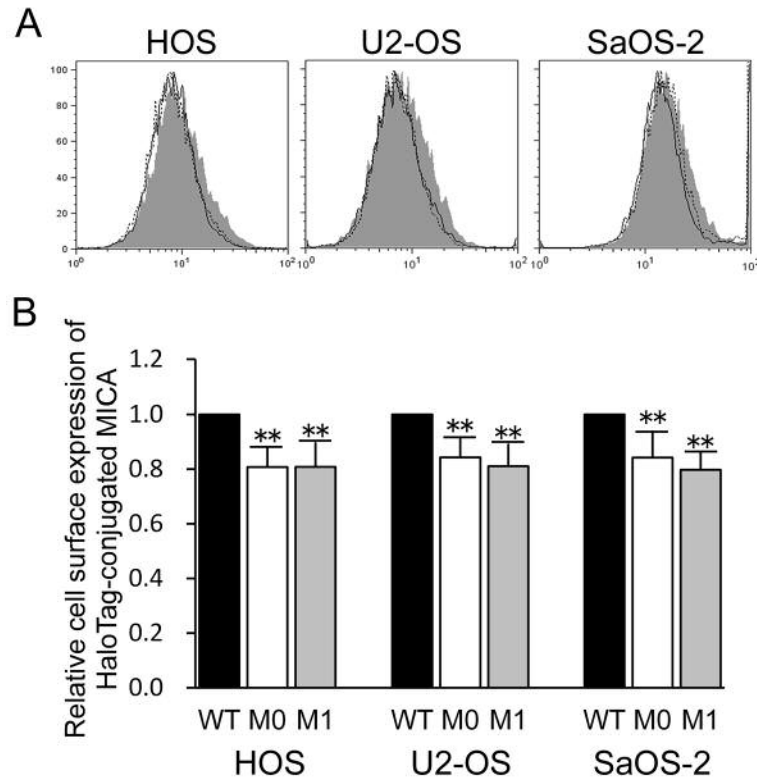 A
HOS U2-OS SaOS-2
100
80
60
40
20
0
10⁰ 10¹ 10² 10⁰ 10¹ 10² 10⁰ 10¹ 10²
B
Relative cell surface expression of
HaloTag-conjugated MICA
1.2
1.0
0.8
0.6
0.4
0.2
0.0
** ** ** ** ** **
WT M0 M1 WT M0 M1 WT M0 M1
HOS U2-OS SaOS-2